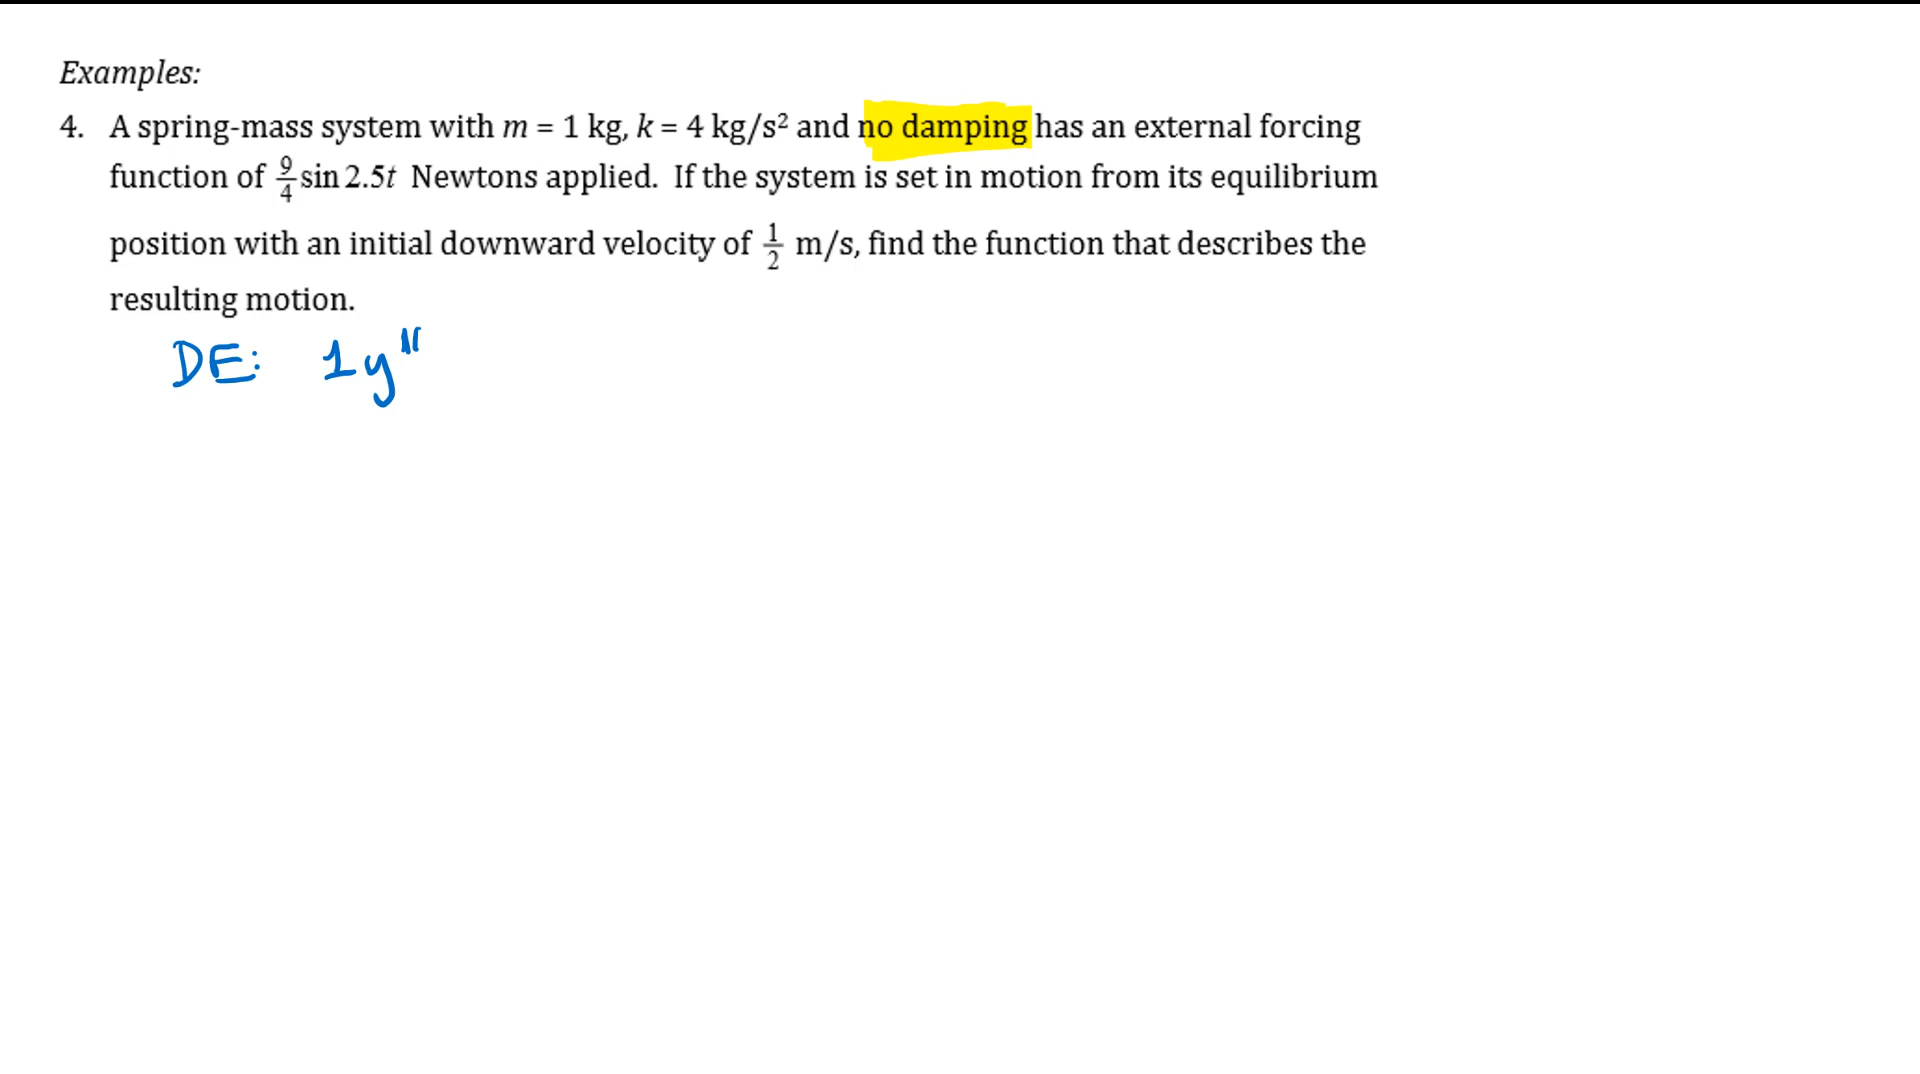 Examples:
4. A spring-mass system with m = 1 kg, k = 4 kg/s² and no damping has an external forcing
function of 9/4 sin 2.5t Newtons applied. If the system is set in motion from its equilibrium
position with an initial downward velocity of 1/2 m/s, find the function that describes the
resulting motion.
DE: 1y"